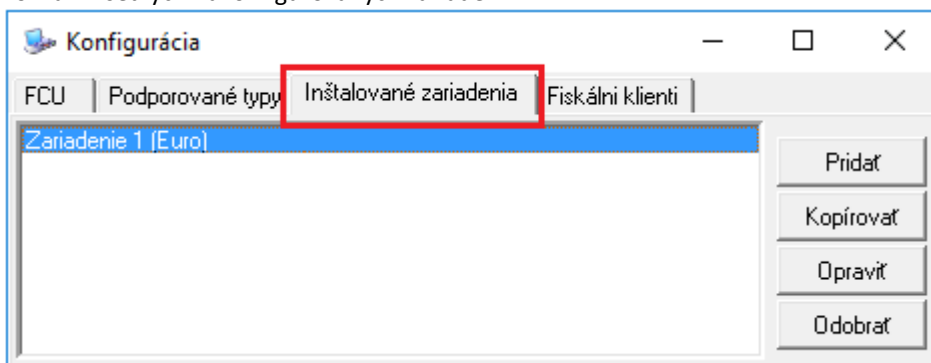 Konfigurácia
FCU Podporované typy Inštalované zariadenia Fiskálni klienti
Zariadenie 1 (Euro)
Pridať
Kopírovať
Opraviť
Odobrať